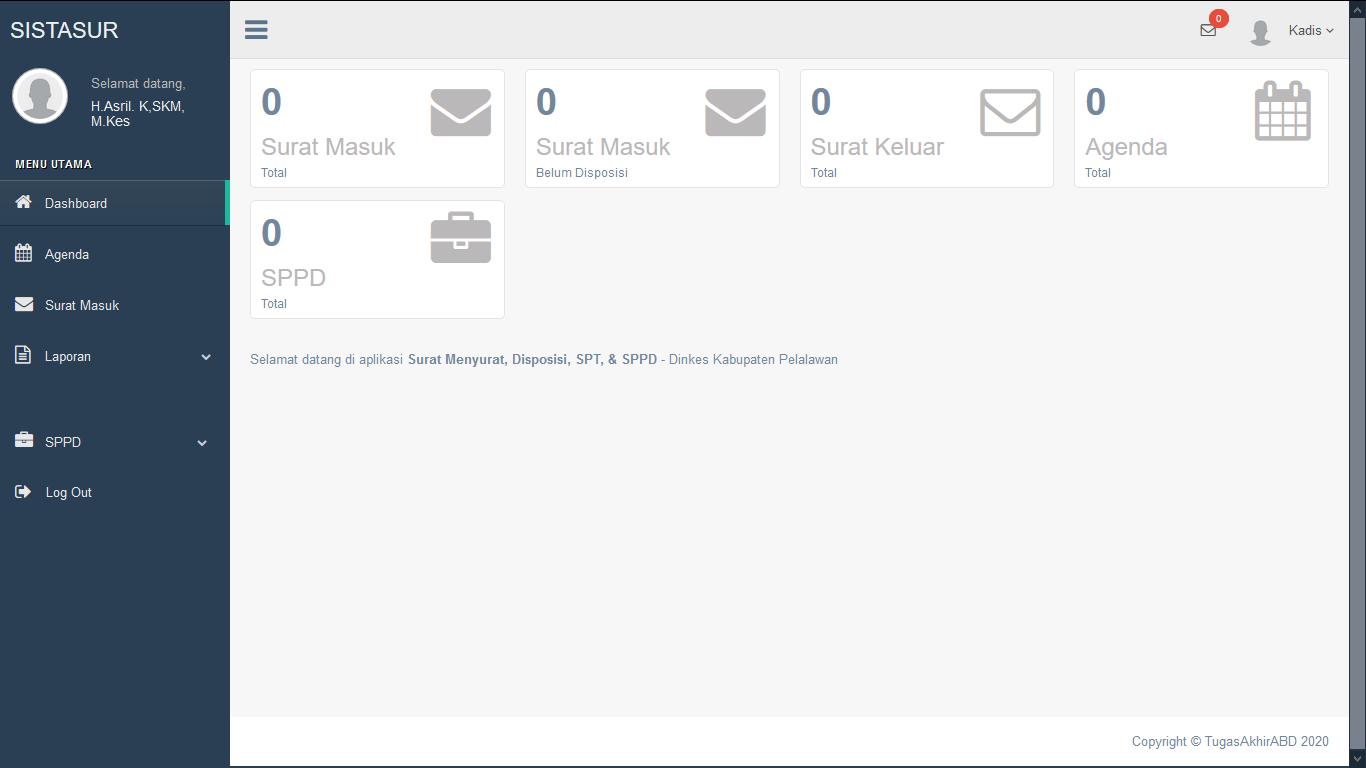 SISTASUR
Selamat datang,
H.Asril. K,SKM,
M.Kes
MENU UTAMA
Dashboard
Agenda
Surat Masuk
Laporan
SPPD
Log Out
0
Kadis
0
Surat Masuk
Total
0
Surat Masuk
Belum Disposisi
0
Surat Keluar
Total
0
Agenda
Total
0
SPPD
Total
Selamat datang di aplikasi Surat Menyurat, Disposisi, SPT, & SPPD - Dinkes Kabupaten Pelalawan
Copyright © TugasAkhirABD 2020